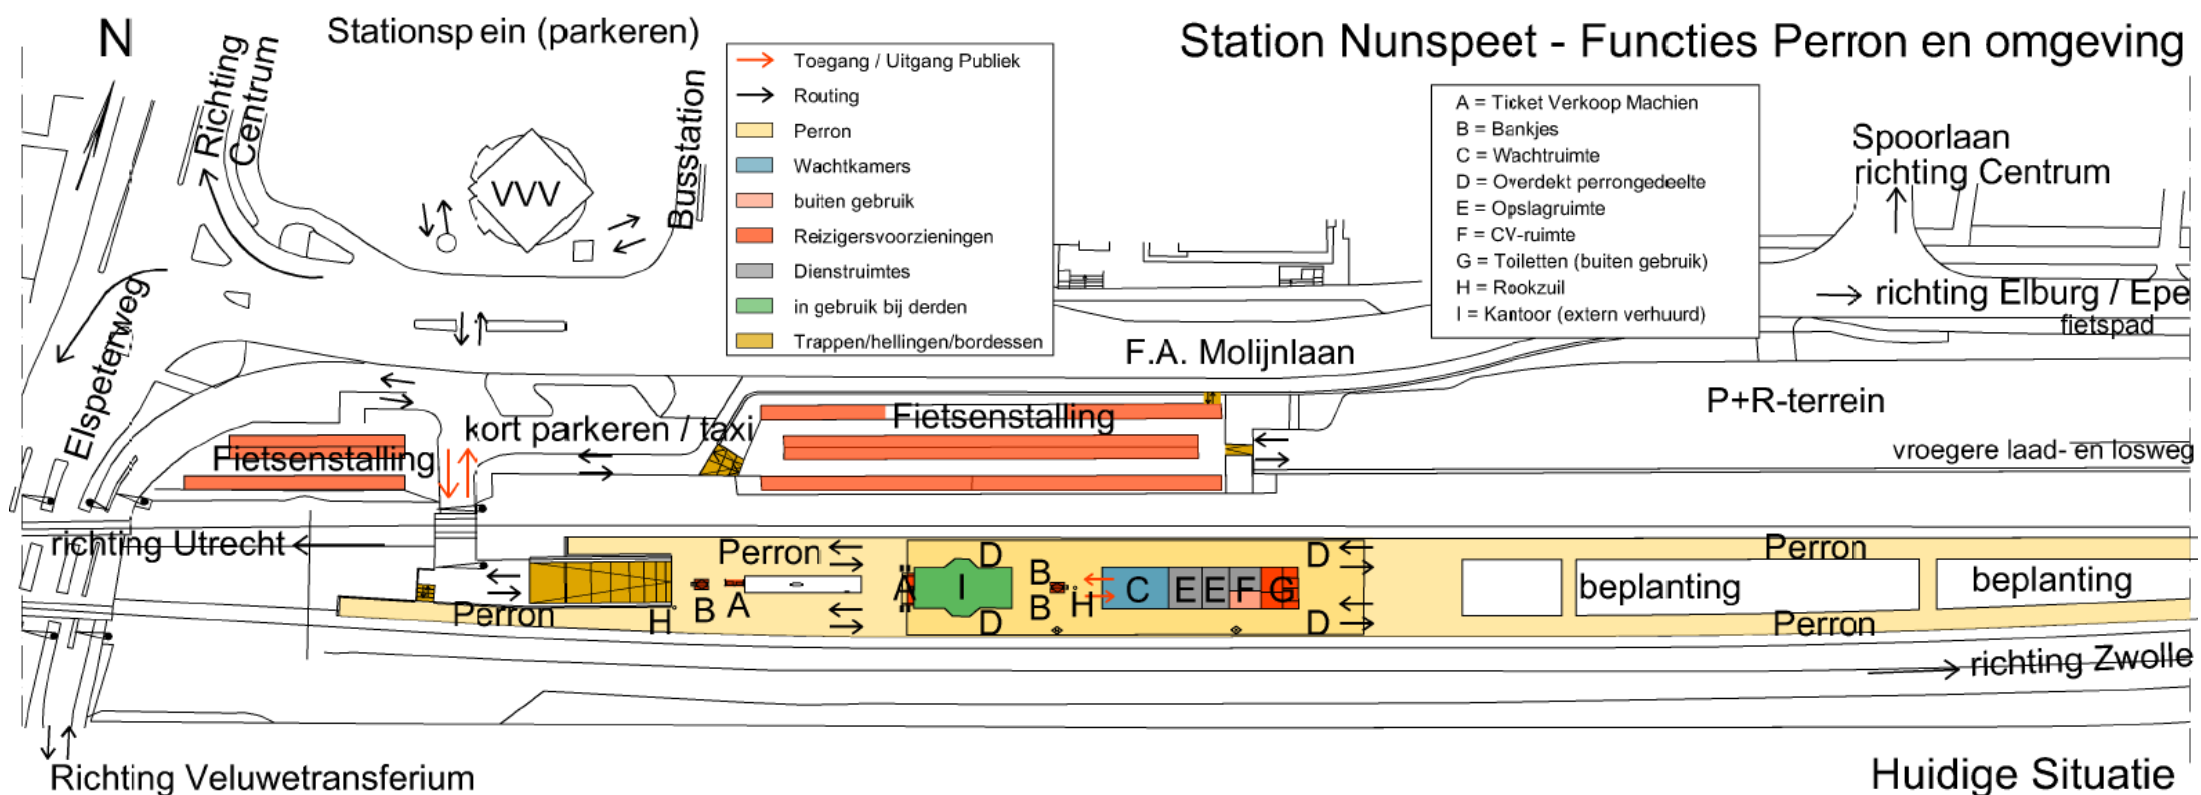 N
Stationsp ein (parkeren)
Station Nunspeet - Functies Perron en omgeving
Richting
Centrum
VVV
Busstation
Toegang / Uitgang Publiek
Routing
Perron
Wachtkamers
buiten gebruik
Reizigersvoorzieningen
Dienstruimtes
in gebruik bij derden
Trappen/hellingen/bordessen
A = Ticket Verkoop Machien
B = Bankjes
C = Wachtruimte
D = Overdekt perrongedeelte
E = Opslagruimte
F = CV-ruimte
G = Toiletten (buiten gebruik)
H = Rookzuil
I = Kantoor (extern verhuurd)
Spoorlaan
richting Centrum
richting Elburg / Epe
fietspad
Elspeterweg
F.A. Molijnlaan
P+R-terrein
vroegere laad- en losweg
kort parkeren / taxi
Fietsenstalling
Fietsenstalling
richting Utrecht
Perron
D
D
Perron
A
I
B
C
E
E
F
G
beplanting
beplanting
B
A
B
H
Perron
H
D
D
Perron
richting Zwolle
Richting Veluwetransferium
Huidige Situatie